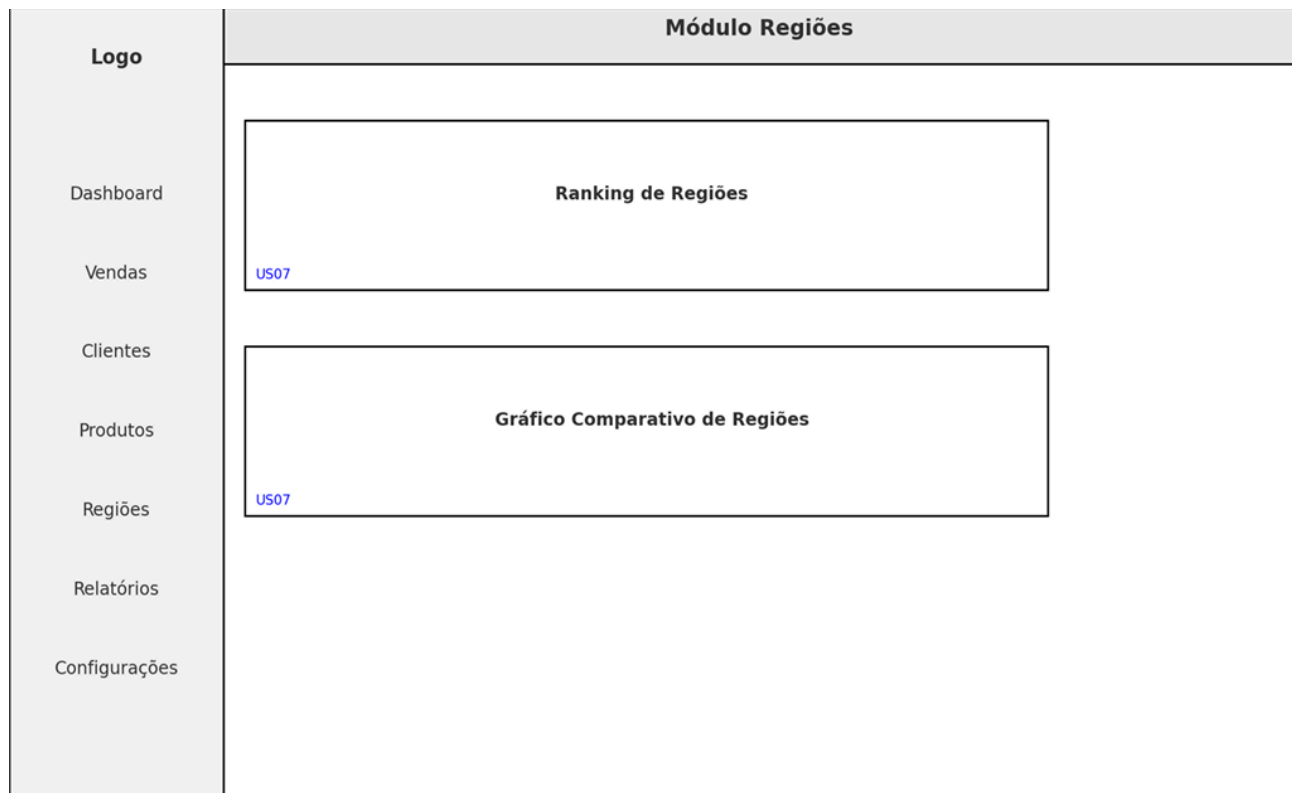 Logo
Dashboard
Vendas
Clientes
Produtos
Regiões
Relatórios
Configurações
Módulo Regiões
Ranking de Regiões
US07
Gráfico Comparativo de Regiões
US07